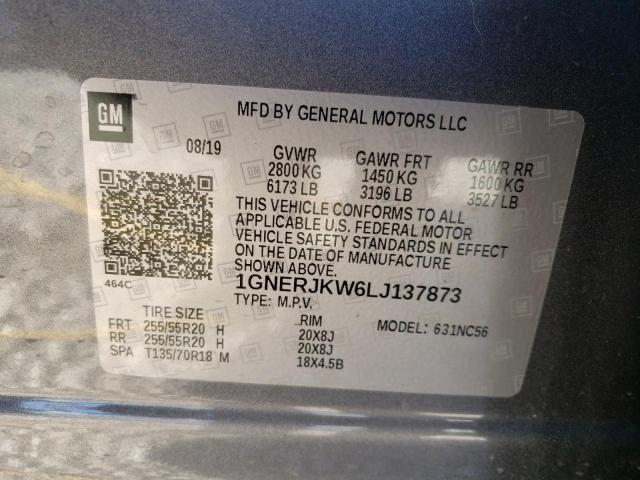 GM
MFD BY GENERAL MOTORS LLC
08/19 GVWR GAWR FRT GAWR RR
2800 KG 1450 KG 1600 KG
6173 LB 3196 LB 3527 LB
THIS VEHICLE CONFORMS TO ALL
APPLICABLE U.S. FEDERAL MOTOR
VEHICLE SAFETY STANDARDS IN EFFECT
ON THE DATE OF MANUFACTURE
SHOWN ABOVE.
464C
1GNERJKW6LJ137873
TYPE: M.P.V.
TIRE SIZE RIM MODEL: 631NC56
FRT 255/55R20 H 20X8J
RR 255/55R20 H 20X8J
SPA T135/70R18 M 18X4.5B